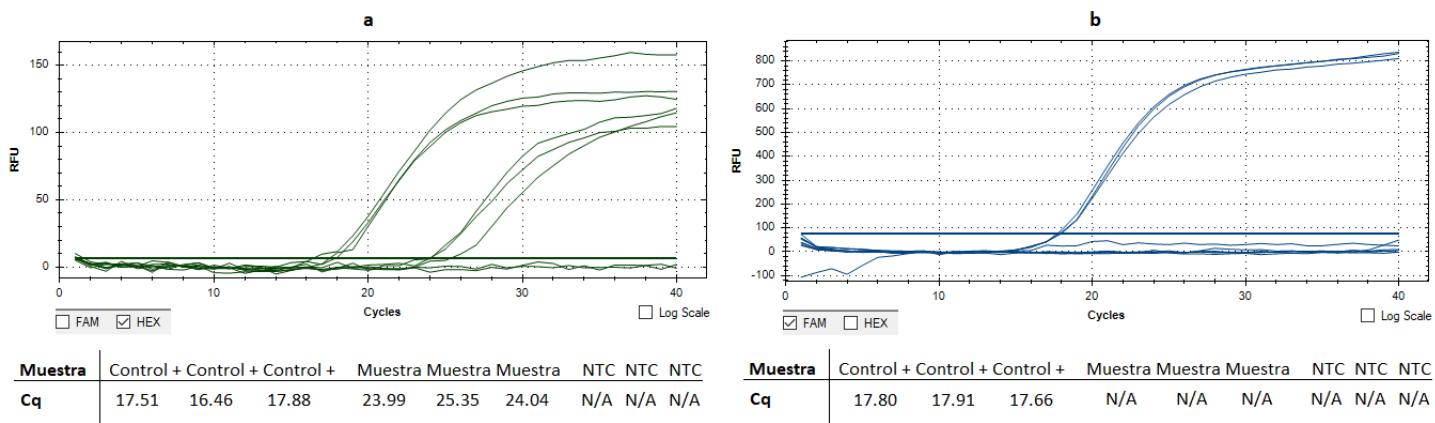 a
150
100
50
0
RFU
0 10 20 30 40
Cycles
FAM HEX
Log Scale
Muestra Control + Control + Control + Muestra Muestra Muestra NTC NTC NTC
Cq 17.51 16.46 17.88 23.99 25.35 24.04 N/A N/A N/A
b
800
700
600
500
400
300
200
100
0
-100
RFU
0 10 20 30 40
Cycles
FAM HEX
Log Scale
Muestra Control + Control + Control + Muestra Muestra Muestra NTC NTC NTC
Cq 17.80 17.91 17.66 N/A N/A N/A N/A N/A N/A